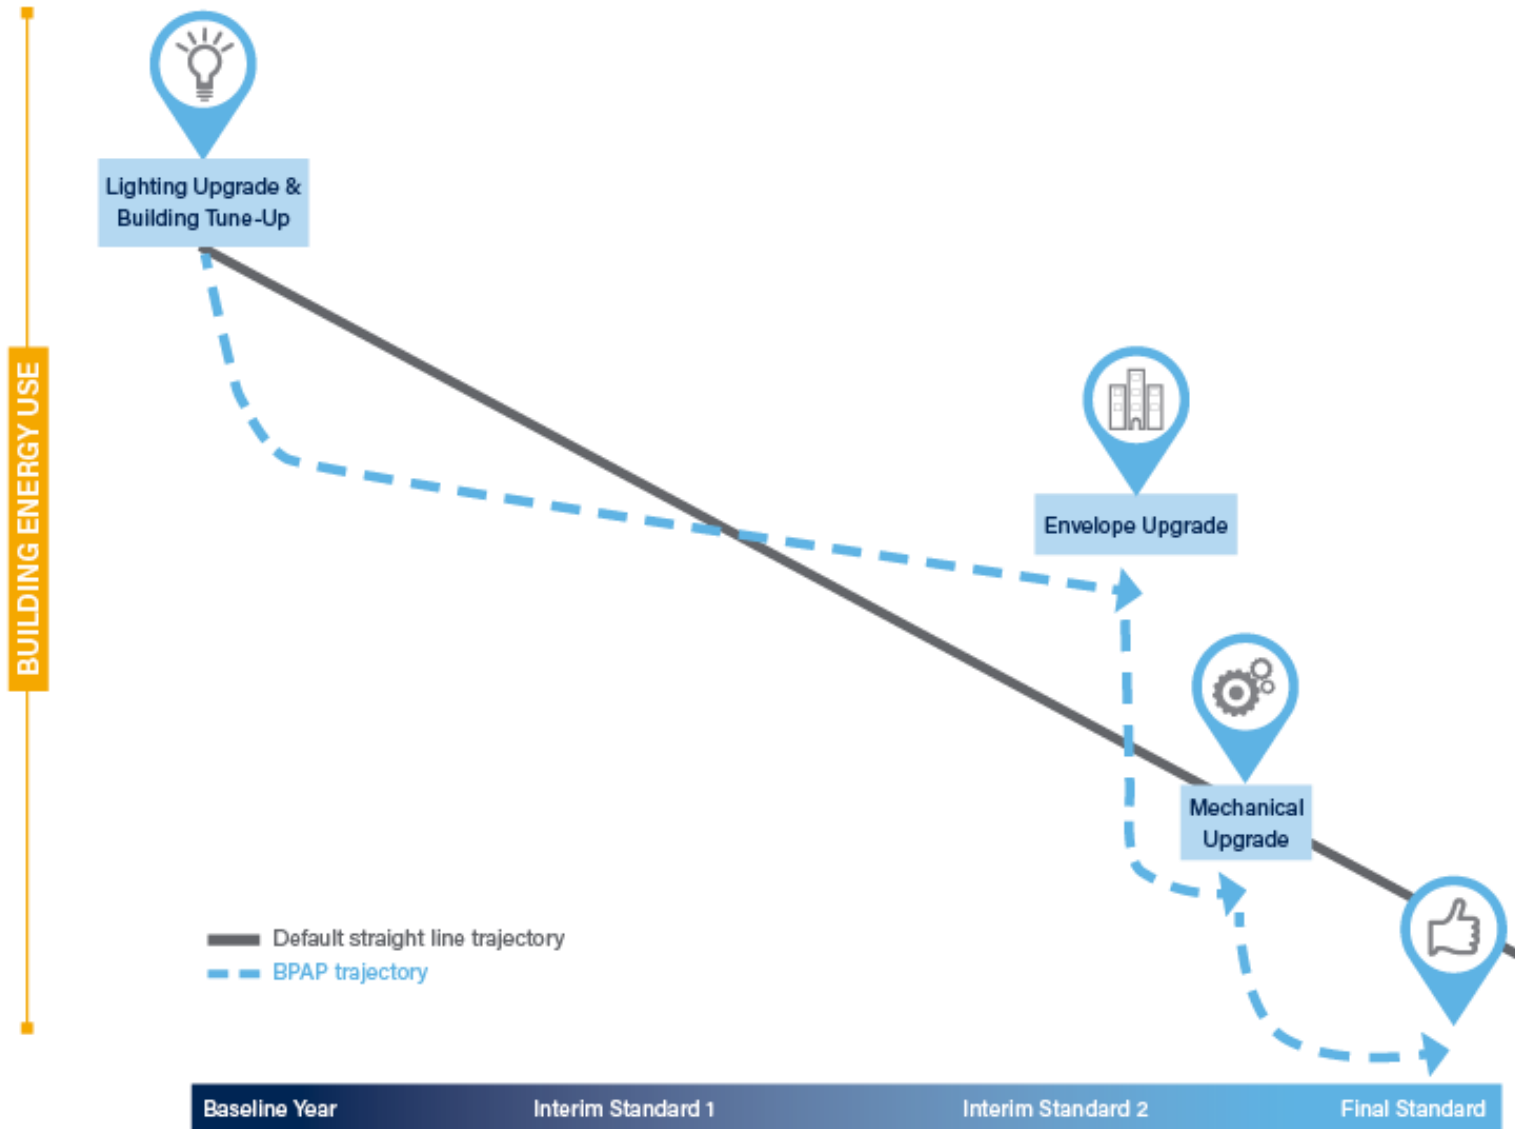 Lighting Upgrade &
Building Tune-Up
BUILDING ENERGY USE
Envelope Upgrade
Mechanical
Upgrade
Default straight line trajectory
BPAP trajectory
Baseline Year
Interim Standard 1
Interim Standard 2
Final Standard